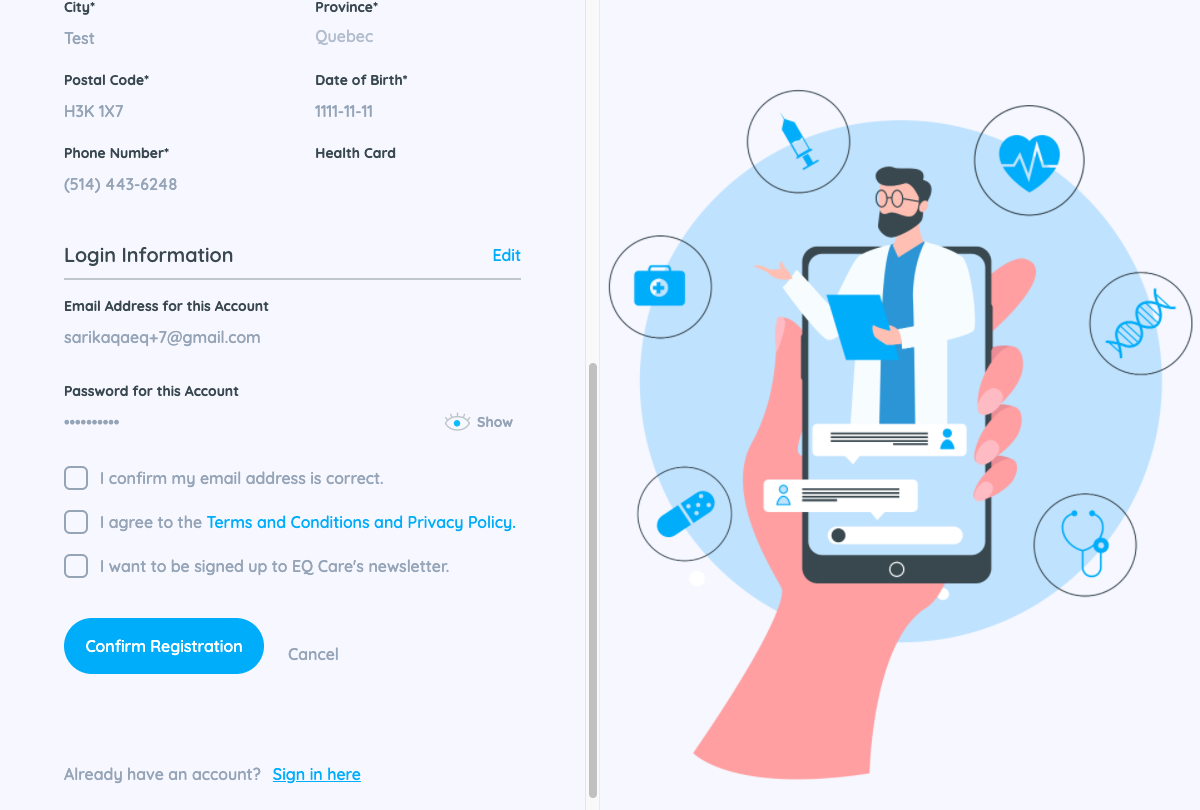 City* Province*
Test Quebec
Postal Code* Date of Birth*
H3K 1X7 1111-11-11
Phone Number* Health Card
(514) 443-6248
Login Information Edit
Email Address for this Account
sarikaqaeq+7@gmail.com
Password for this Account
•••••••••• Show
I confirm my email address is correct.
I agree to the Terms and Conditions and Privacy Policy.
I want to be signed up to EQ Care's newsletter.
Confirm Registration Cancel
Already have an account? Sign in here